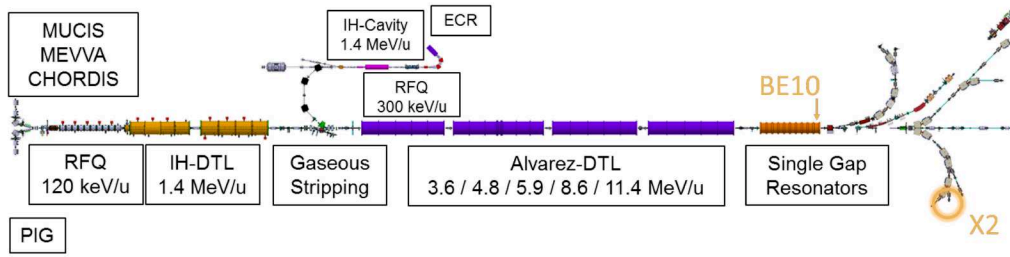 MUCIS
MEVVA
CHORDIS
IH-Cavity
1.4 MeV/u
ECR
RFQ
300 keV/u
BE10
RFQ
120 keV/u
IH-DTL
1.4 MeV/u
Gaseous
Stripping
Alvarez-DTL
3.6 / 4.8 / 5.9 / 8.6 / 11.4 MeV/u
Single Gap
Resonators
X2
PIG